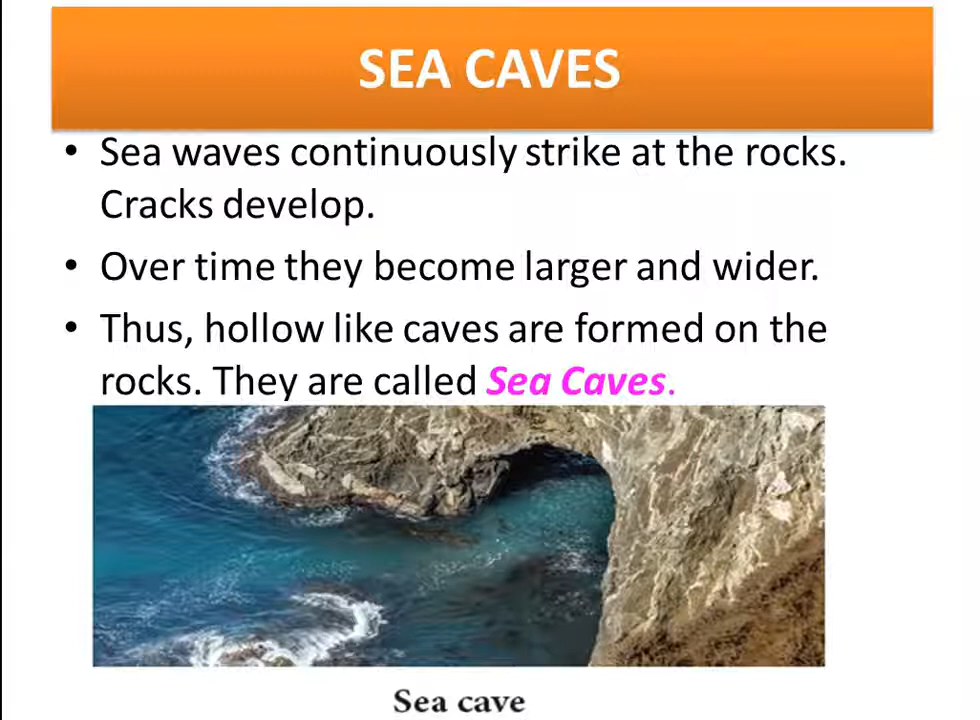 SEA CAVES
• Sea waves continuously strike at the rocks.
Cracks develop.
• Over time they become larger and wider.
• Thus, hollow like caves are formed on the
rocks. They are called Sea Caves.
Sea cave